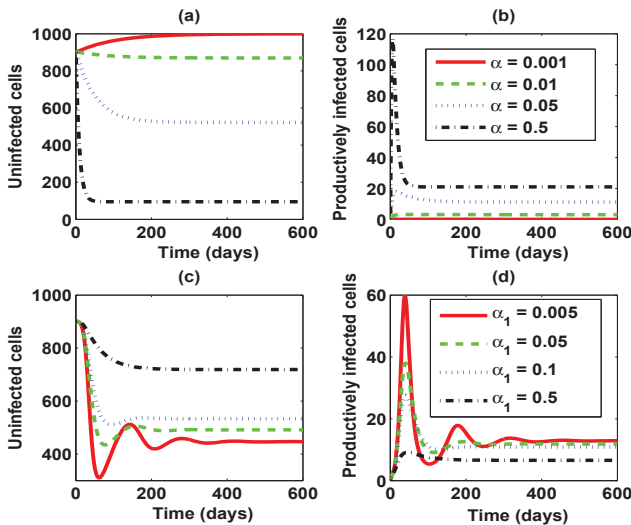 (a)
Uninfected cells
1000
800
600
400
200
0
0 200 400 600
Time (days)
(b)
Productively infected cells
120
100
80
60
40
20
0
α = 0.001
α = 0.01
α = 0.05
α = 0.5
0 200 400 600
Time (days)
(c)
Uninfected cells
1000
800
600
400
0 200 400 600
Time (days)
(d)
Productively infected cells
60
40
20
0
α1 = 0.005
α1 = 0.05
α1 = 0.1
α1 = 0.5
0 200 400 600
Time (days)